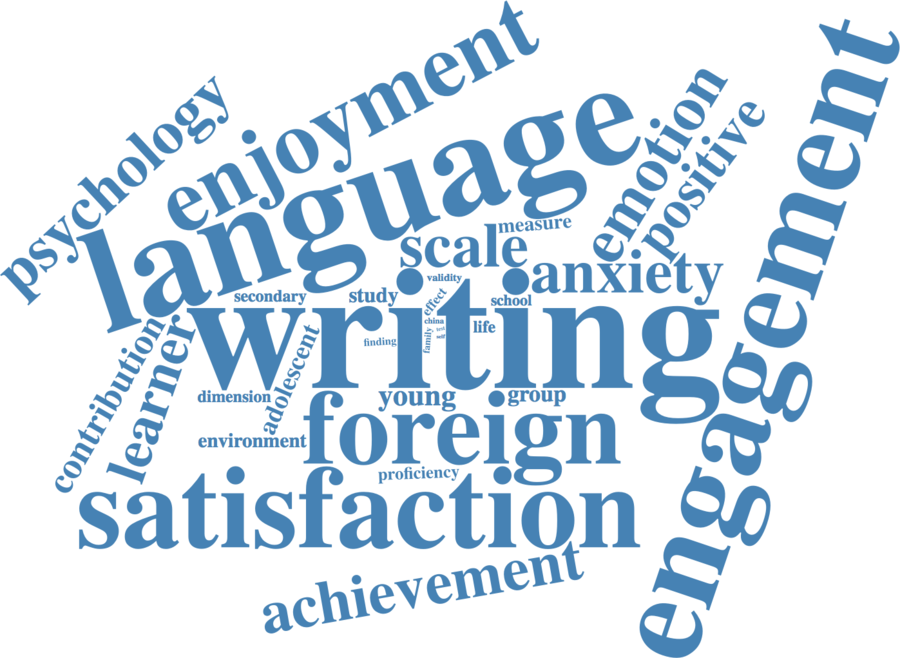 enjoyment
engagement
psychology
language
emotion
positive
measure
scale
anxiety
validity
secondary
study
effect
school
writing
china
test
self
life
family
finding
contribution
learner
adolescent
dimension
young
group
foreign
environment
proficiency
satisfaction
achievement